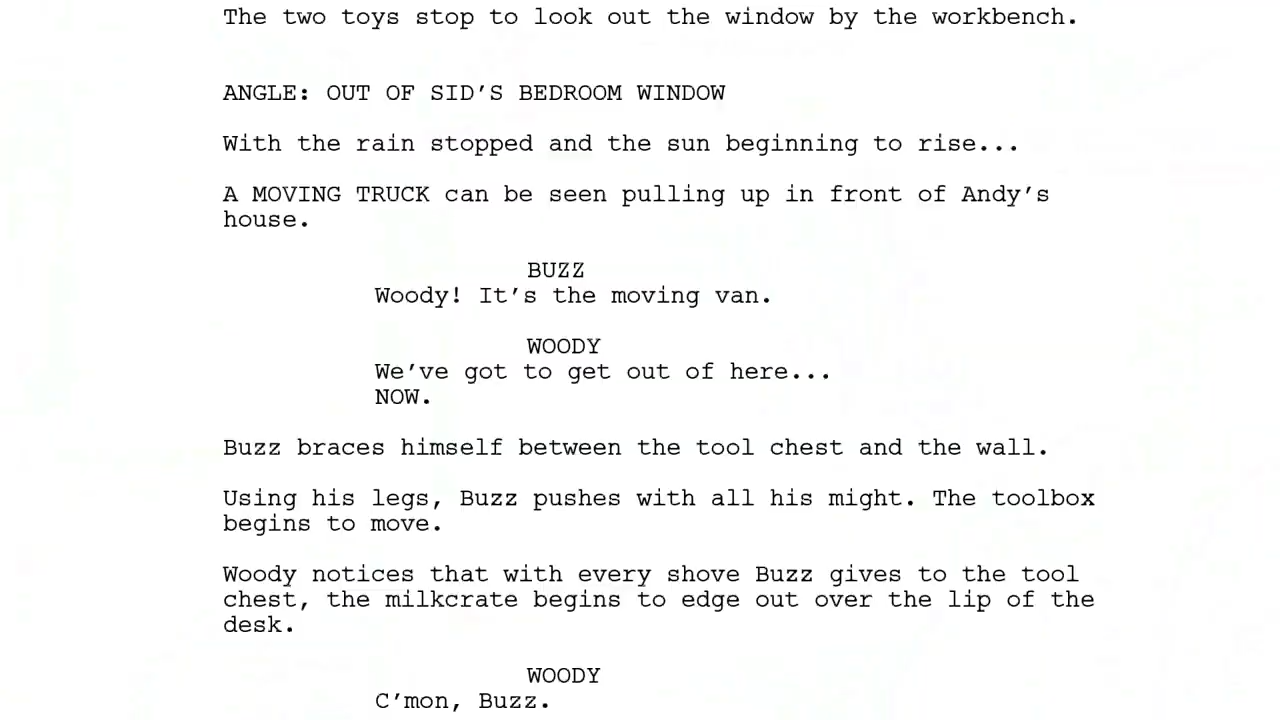 The two toys stop to look out the window by the workbench.
ANGLE: OUT OF SID'S BEDROOM WINDOW
With the rain stopped and the sun beginning to rise...
A MOVING TRUCK can be seen pulling up in front of Andy's
house.
BUZZ
Woody! It's the moving van.
WOODY
We've got to get out of here...
NOW.
Buzz braces himself between the tool chest and the wall.
Using his legs, Buzz pushes with all his might. The toolbox
begins to move.
Woody notices that with every shove Buzz gives to the tool
chest, the milkcrate begins to edge out over the lip of the
desk.
WOODY
C'mon, Buzz.